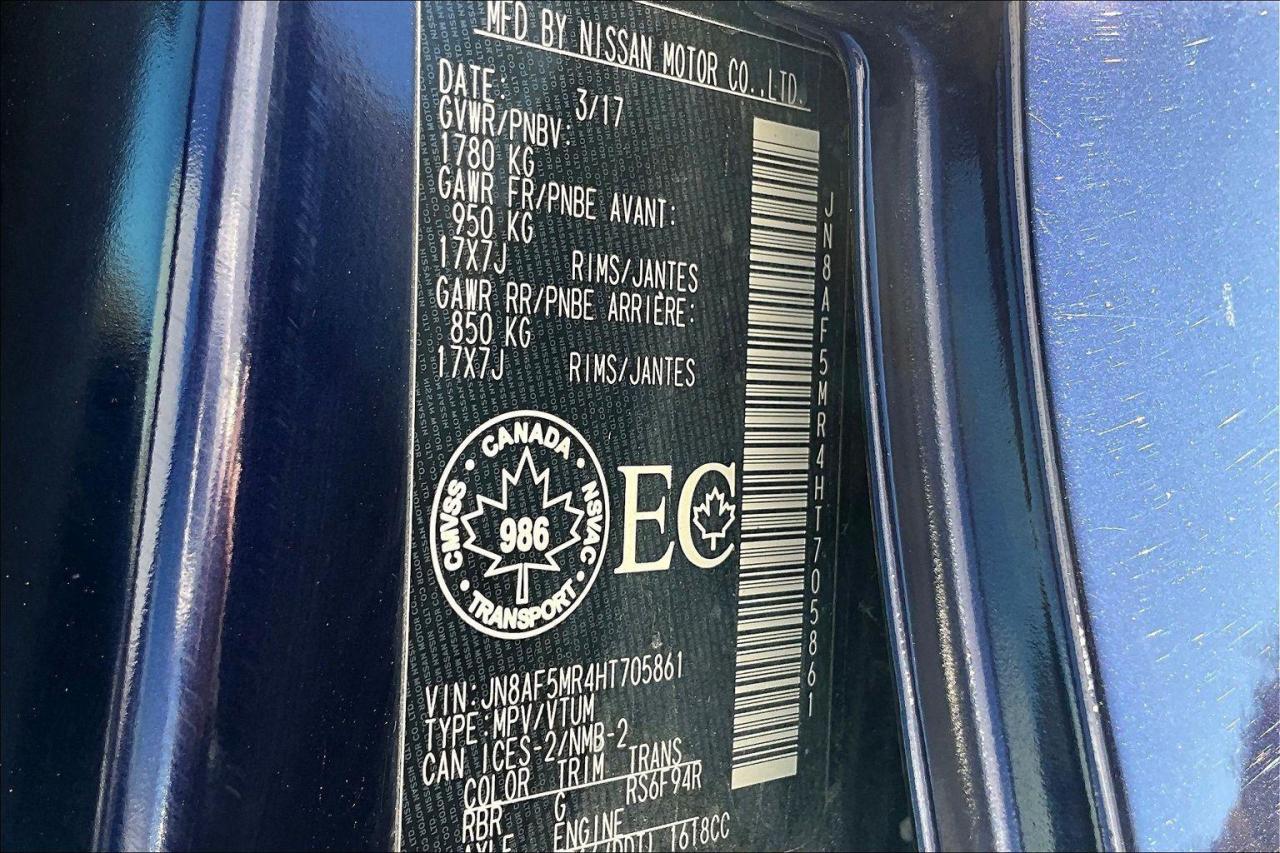 MFD BY NISSAN MOTOR CO.,LTD.
DATE: 3/17
GVWR/PNBV:
1780 KG
GAWR FR/PNBE AVANT:
950 KG
17X7J RIMS/JANTES
GAWR RR/PNBE ARRIÈRE:
850 KG
17X7J RIMS/JANTES
CANADA
CMVSS
NSVAC
986
TRANSPORT
EC
JN8AF5MR4HT705861
VIN:JN8AF5MR4HT705861
TYPE:MPV/VTUM
CAN ICES-2/NMB-2
COLOR TRIM TRANS
RBR G RS6F94R
ENGINE
1618CC